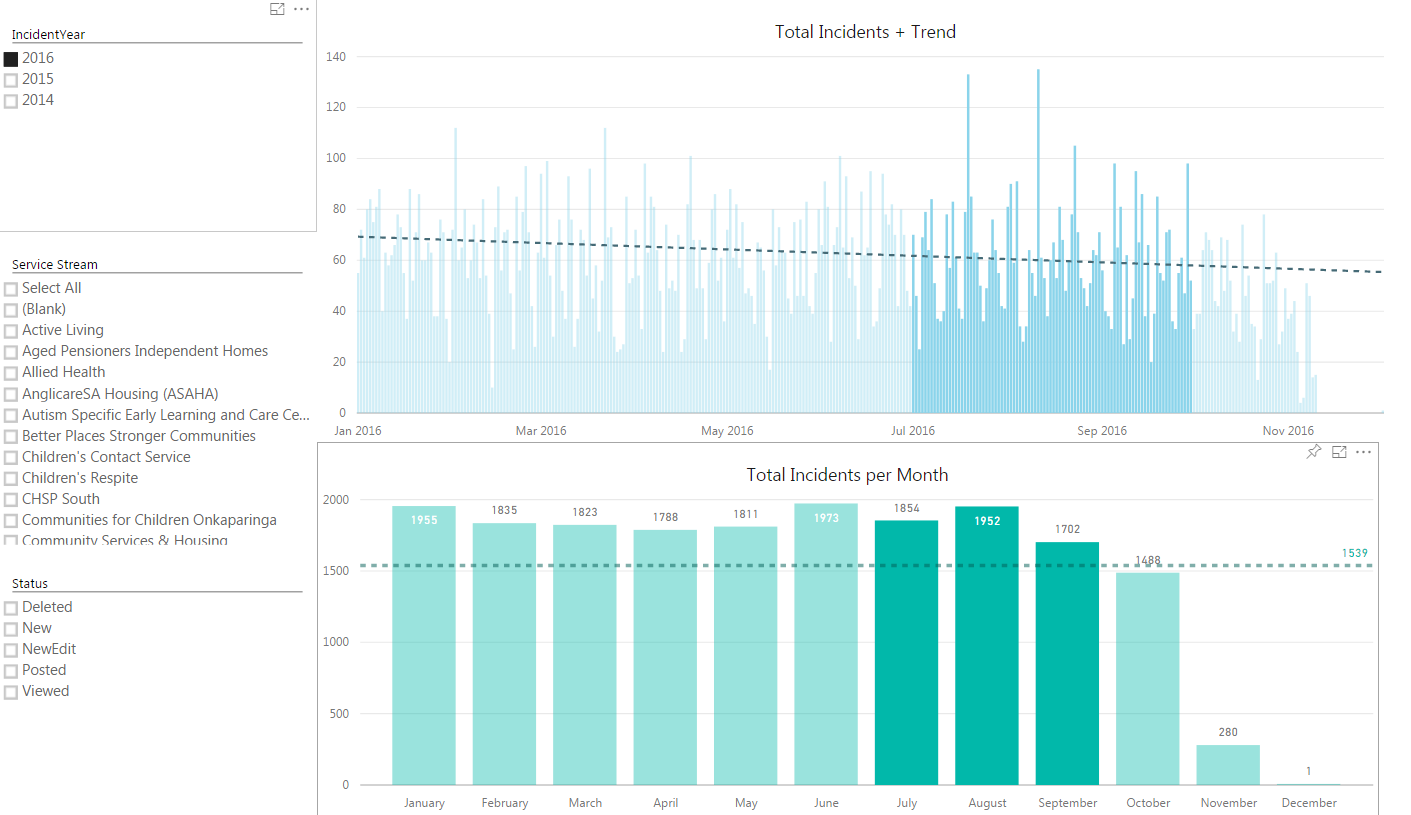 IncidentYear
2016
2015
2014
Service Stream
Select All
(Blank)
Active Living
Aged Pensioners Independent Homes
Allied Health
AnglicareSA Housing (ASAHA)
Autism Specific Early Learning and Care Ce...
Better Places Stronger Communities
Children's Contact Service
Children's Respite
CHSP South
Communities for Children Onkaparinga
Community Services & Housing
Status
Deleted
New
NewEdit
Posted
Viewed
Total Incidents + Trend
140
120
100
80
60
40
20
0
Jan 2016 Mar 2016 May 2016 Jul 2016 Sep 2016 Nov 2016
Total Incidents per Month
2000
1500
1000
500
0
1955 1835 1823 1788 1811 1973 1854 1952 1702 1488 280 1
1539
January February March April May June July August September October November December